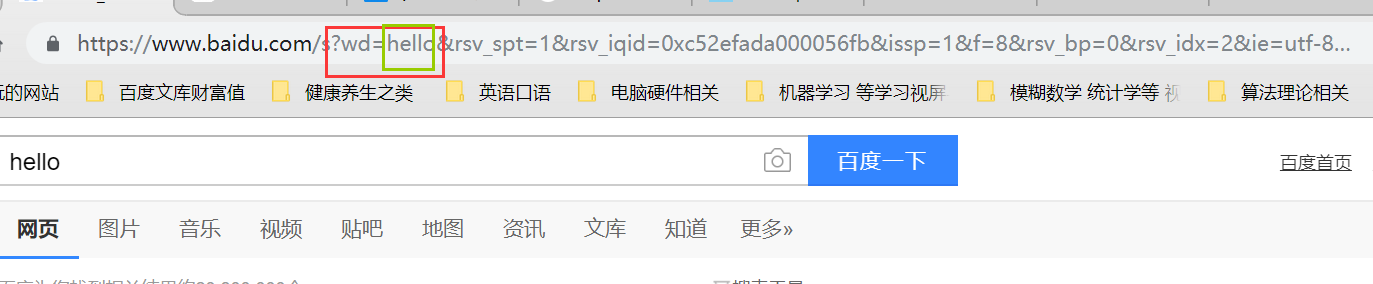 https://www.baidu.com/s?wd=hello&rsv_spt=1&rsv_iqid=0xc52efada000056fb&issp=1&f=8&rsv_bp=0&rsv_idx=2&ie=utf-8...
的网站 百度文库财富值 健康养生之类 英语口语 电脑硬件相关 机器学习 等学习视屏 模糊数学 统计学等 视 算法理论相关
hello 百度一下 百度首页
网页 图片 音乐 视频 贴吧 地图 资讯 文库 知道 更多»